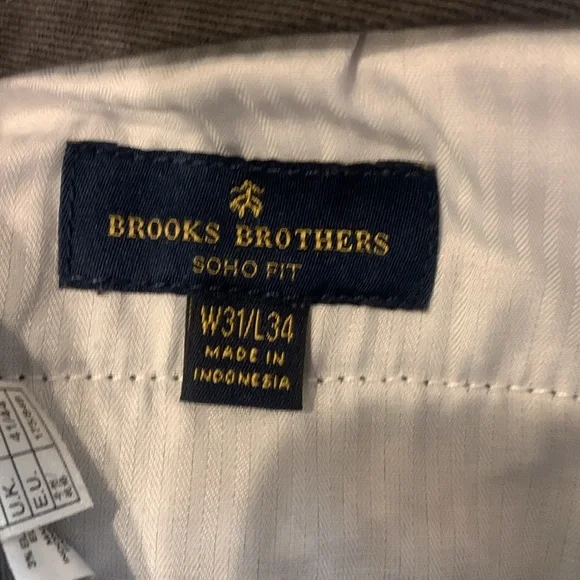 BROOKS BROTHERS
SOHO FIT
W31/L34
MADE IN
INDONESIA
U.K.
E.U.